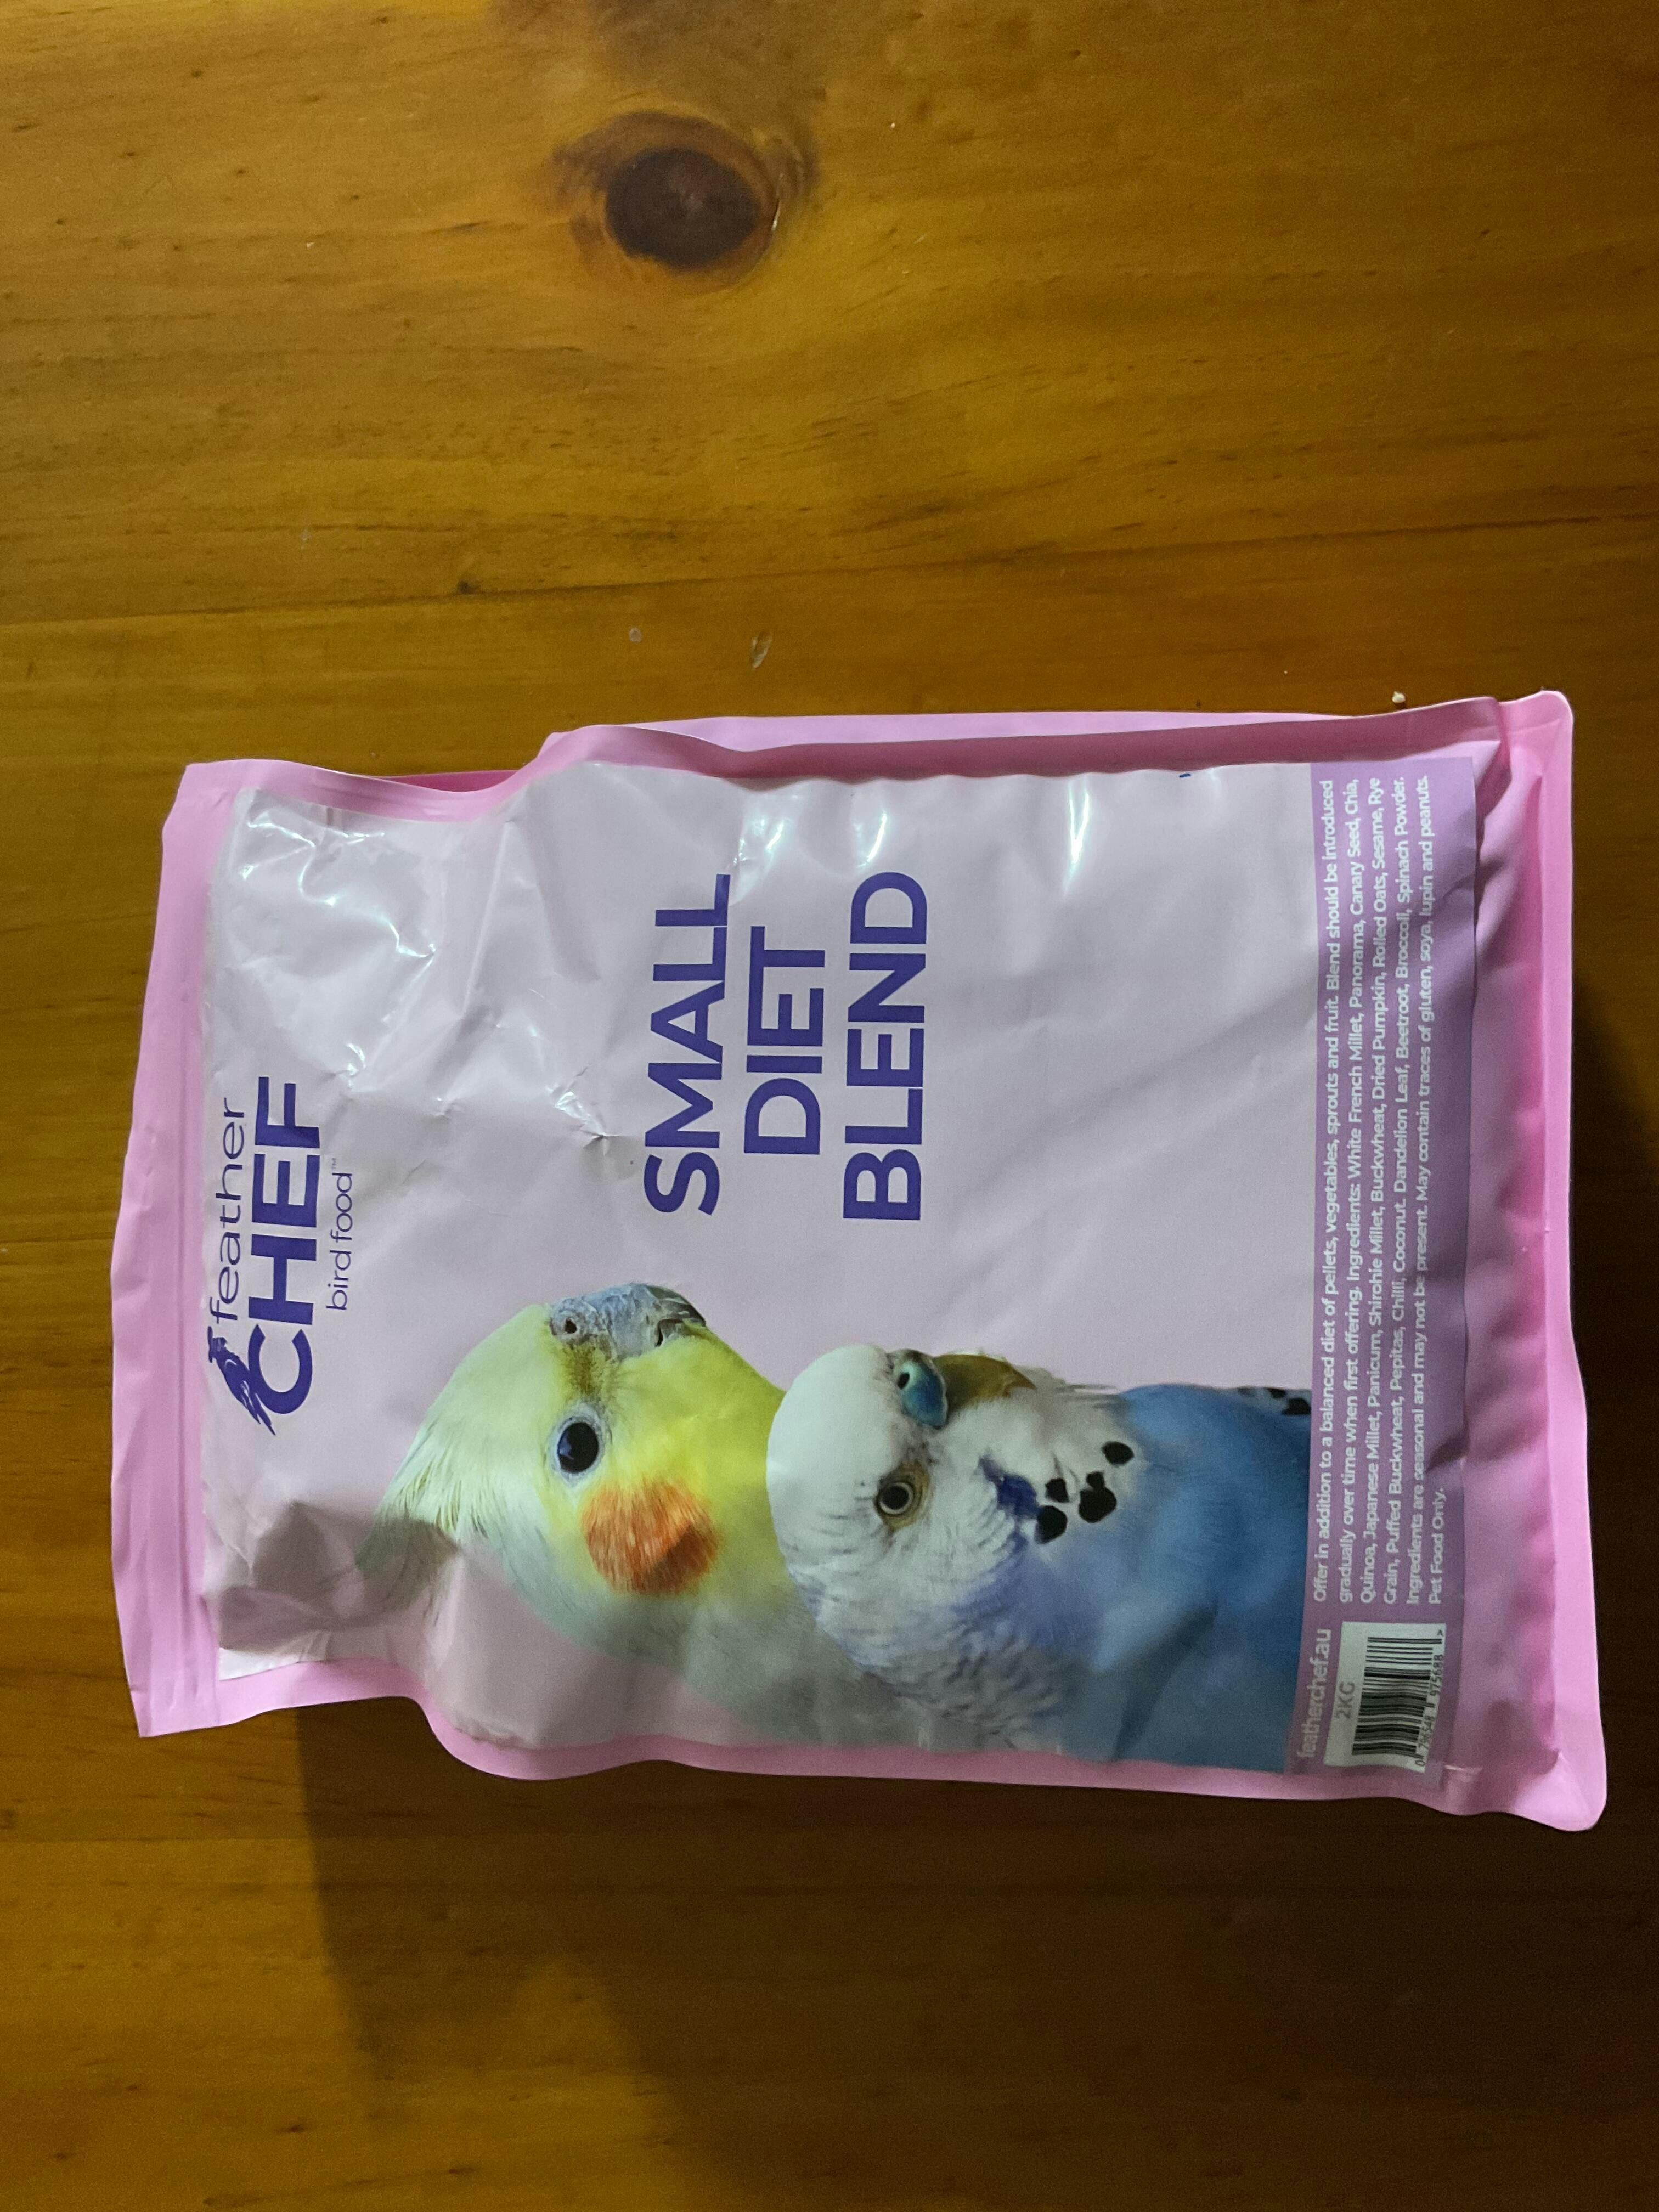 feather
CHEF
bird food™
SMALL
DIET
BLEND
featherchef.au
2KG
0 796548 975688 >
Offer in addition to a balanced diet of pellets, vegetables, sprouts and fruit. Blend should be introduced
gradually over time when first offering. Ingredients: White French Millet, Panorama, Canary Seed, Chia,
Quinoa, Japanese Millet, Panicum, Shirohie Millet, Buckwheat, Dried Pumpkin, Rolled Oats, Sesame, Rye
Grain, Puffed Buckwheat, Pepitas, Chilli, Coconut. Dandelion Leaf, Beetroot, Broccoli, Spinach Powder.
Ingredients are seasonal and may not be present. May contain traces of gluten, soya, lupin and peanuts.
Pet Food Only.